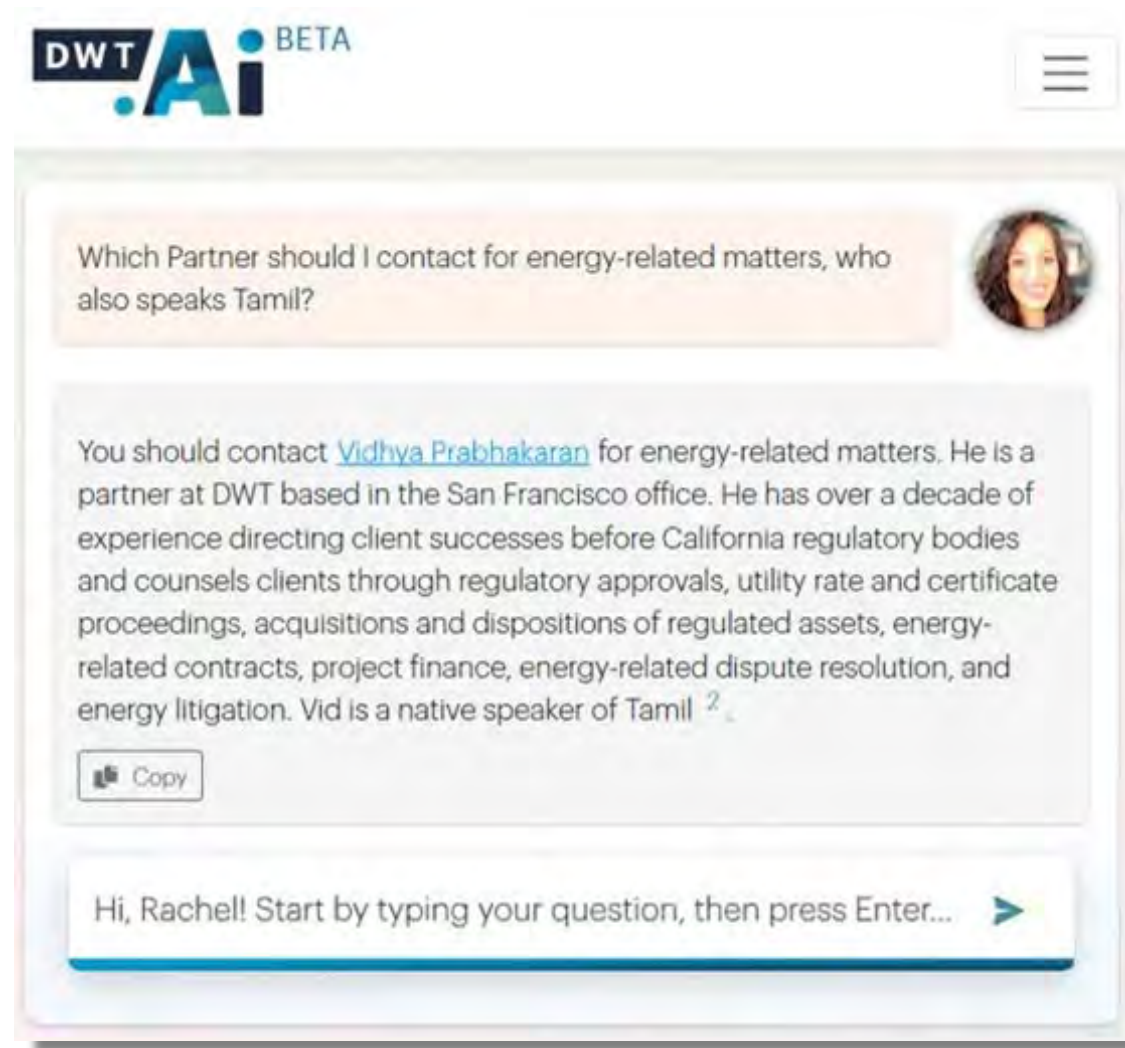 DWT Ai BETA
Which Partner should I contact for energy-related matters, who
also speaks Tamil?
You should contact Vidhya Prabhakaran for energy-related matters. He is a
partner at DWT based in the San Francisco office. He has over a decade of
experience directing client successes before California regulatory bodies
and counsels clients through regulatory approvals, utility rate and certificate
proceedings, acquisitions and dispositions of regulated assets, energy-
related contracts, project finance, energy-related dispute resolution, and
energy litigation. Vid is a native speaker of Tamil 2 .
Copy
Hi, Rachel! Start by typing your question, then press Enter...